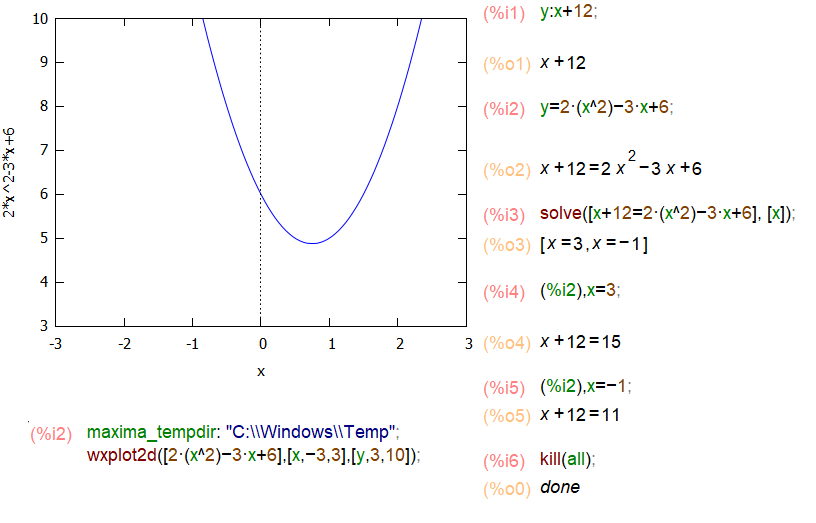 10
9
8
7
6
5
4
3
2*x^2-3*x+6
-3 -2 -1 0 1 2 3
x
(%i2) maxima_tempdir: "C:\\Windows\\Temp";
wxplot2d([2·(x^2)−3·x+6],[x,−3,3],[y,3,10]);
(%i1) y:x+12;
(%o1) x+12
(%i2) y=2·(x^2)−3·x+6;
(%o2) x+12=2 x² −3 x+6
(%i3) solve([x+12=2·(x^2)−3·x+6], [x]);
(%o3) [x=3,x=−1]
(%i4) (%i2),x=3;
(%o4) x+12=15
(%i5) (%i2),x=−1;
(%o5) x+12=11
(%i6) kill(all);
(%o0) done